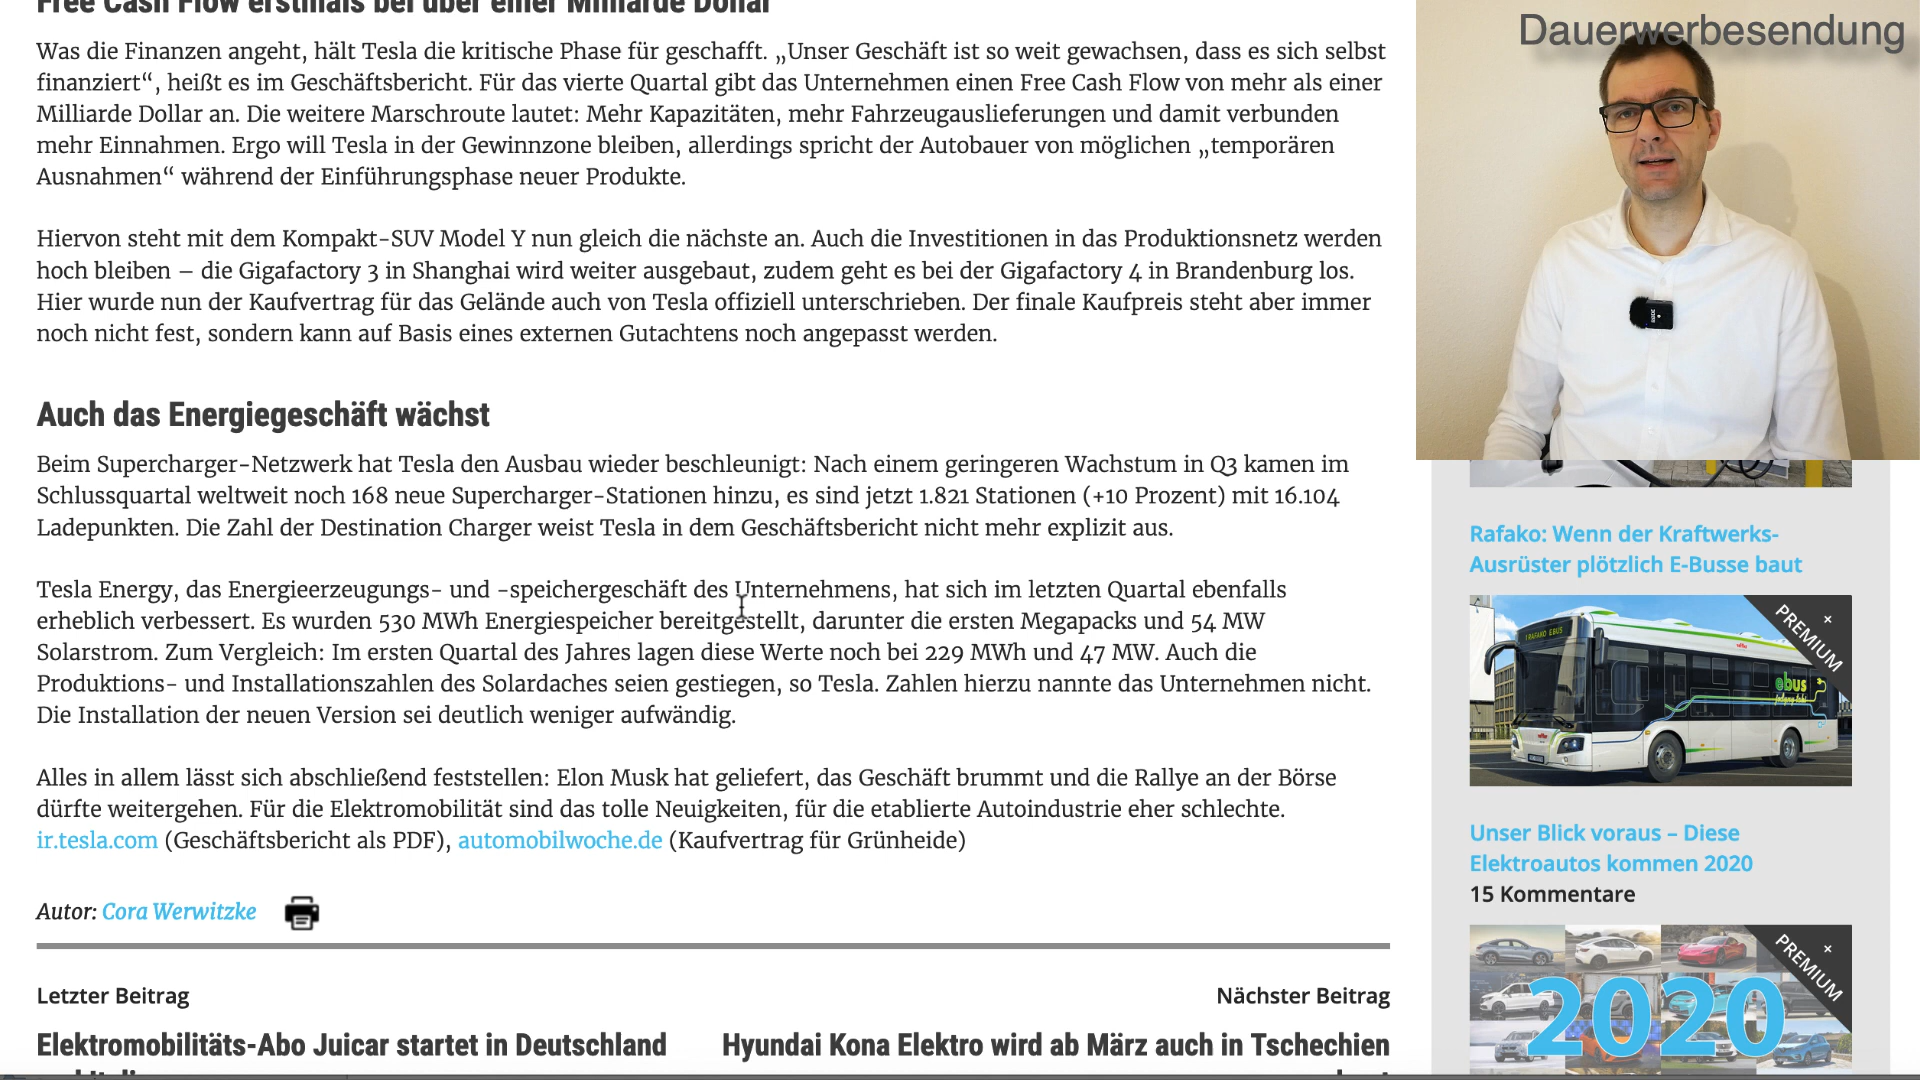 Free Cash Flow erstmals bei über einer Milliarde Dollar
Was die Finanzen angeht, hält Tesla die kritische Phase für geschafft. „Unser Geschäft ist so weit gewachsen, dass es sich selbst
finanziert“, heißt es im Geschäftsbericht. Für das vierte Quartal gibt das Unternehmen einen Free Cash Flow von mehr als einer
Milliarde Dollar an. Die weitere Marschroute lautet: Mehr Kapazitäten, mehr Fahrzeugauslieferungen und damit verbunden
mehr Einnahmen. Ergo will Tesla in der Gewinnzone bleiben, allerdings spricht der Autobauer von möglichen „temporären
Ausnahmen“ während der Einführungsphase neuer Produkte.
Hiervon steht mit dem Kompakt-SUV Model Y nun gleich die nächste an. Auch die Investitionen in das Produktionsnetz werden
hoch bleiben – die Gigafactory 3 in Shanghai wird weiter ausgebaut, zudem geht es bei der Gigafactory 4 in Brandenburg los.
Hier wurde nun der Kaufvertrag für das Gelände auch von Tesla offiziell unterschrieben. Der finale Kaufpreis steht aber immer
noch nicht fest, sondern kann auf Basis eines externen Gutachtens noch angepasst werden.
Auch das Energiegeschäft wächst
Beim Supercharger-Netzwerk hat Tesla den Ausbau wieder beschleunigt: Nach einem geringeren Wachstum in Q3 kamen im
Schlussquartal weltweit noch 168 neue Supercharger-Stationen hinzu, es sind jetzt 1.821 Stationen (+10 Prozent) mit 16.104
Ladepunkten. Die Zahl der Destination Charger weist Tesla in dem Geschäftsbericht nicht mehr explizit aus.
Tesla Energy, das Energieerzeugungs- und -speichergeschäft des Unternehmens, hat sich im letzten Quartal ebenfalls
erheblich verbessert. Es wurden 530 MWh Energiespeicher bereitgestellt, darunter die ersten Megapacks und 54 MW
Solarstrom. Zum Vergleich: Im ersten Quartal des Jahres lagen diese Werte noch bei 229 MWh und 47 MW. Auch die
Produktions- und Installationszahlen des Solardaches seien gestiegen, so Tesla. Zahlen hierzu nannte das Unternehmen nicht.
Die Installation der neuen Version sei deutlich weniger aufwändig.
Alles in allem lässt sich abschließend feststellen: Elon Musk hat geliefert, das Geschäft brummt und die Rallye an der Börse
dürfte weitergehen. Für die Elektromobilität sind das tolle Neuigkeiten, für die etablierte Autoindustrie eher schlechte.
ir.tesla.com (Geschäftsbericht als PDF), automobilwoche.de (Kaufvertrag für Grünheide)
Autor: Cora Werwitzke
Letzter Beitrag
Elektromobilitäts-Abo Juicar startet in Deutschland
Nächster Beitrag
Hyundai Kona Elektro wird ab März auch in Tschechien
Dauerwerbesendung
Rafako: Wenn der Kraftwerks-
Ausrüster plötzlich E-Busse baut
+
PREMIUM
RAFAKO EBUS
ebus
Unser Blick voraus – Diese
Elektroautos kommen 2020
15 Kommentare
+
PREMIUM
2020